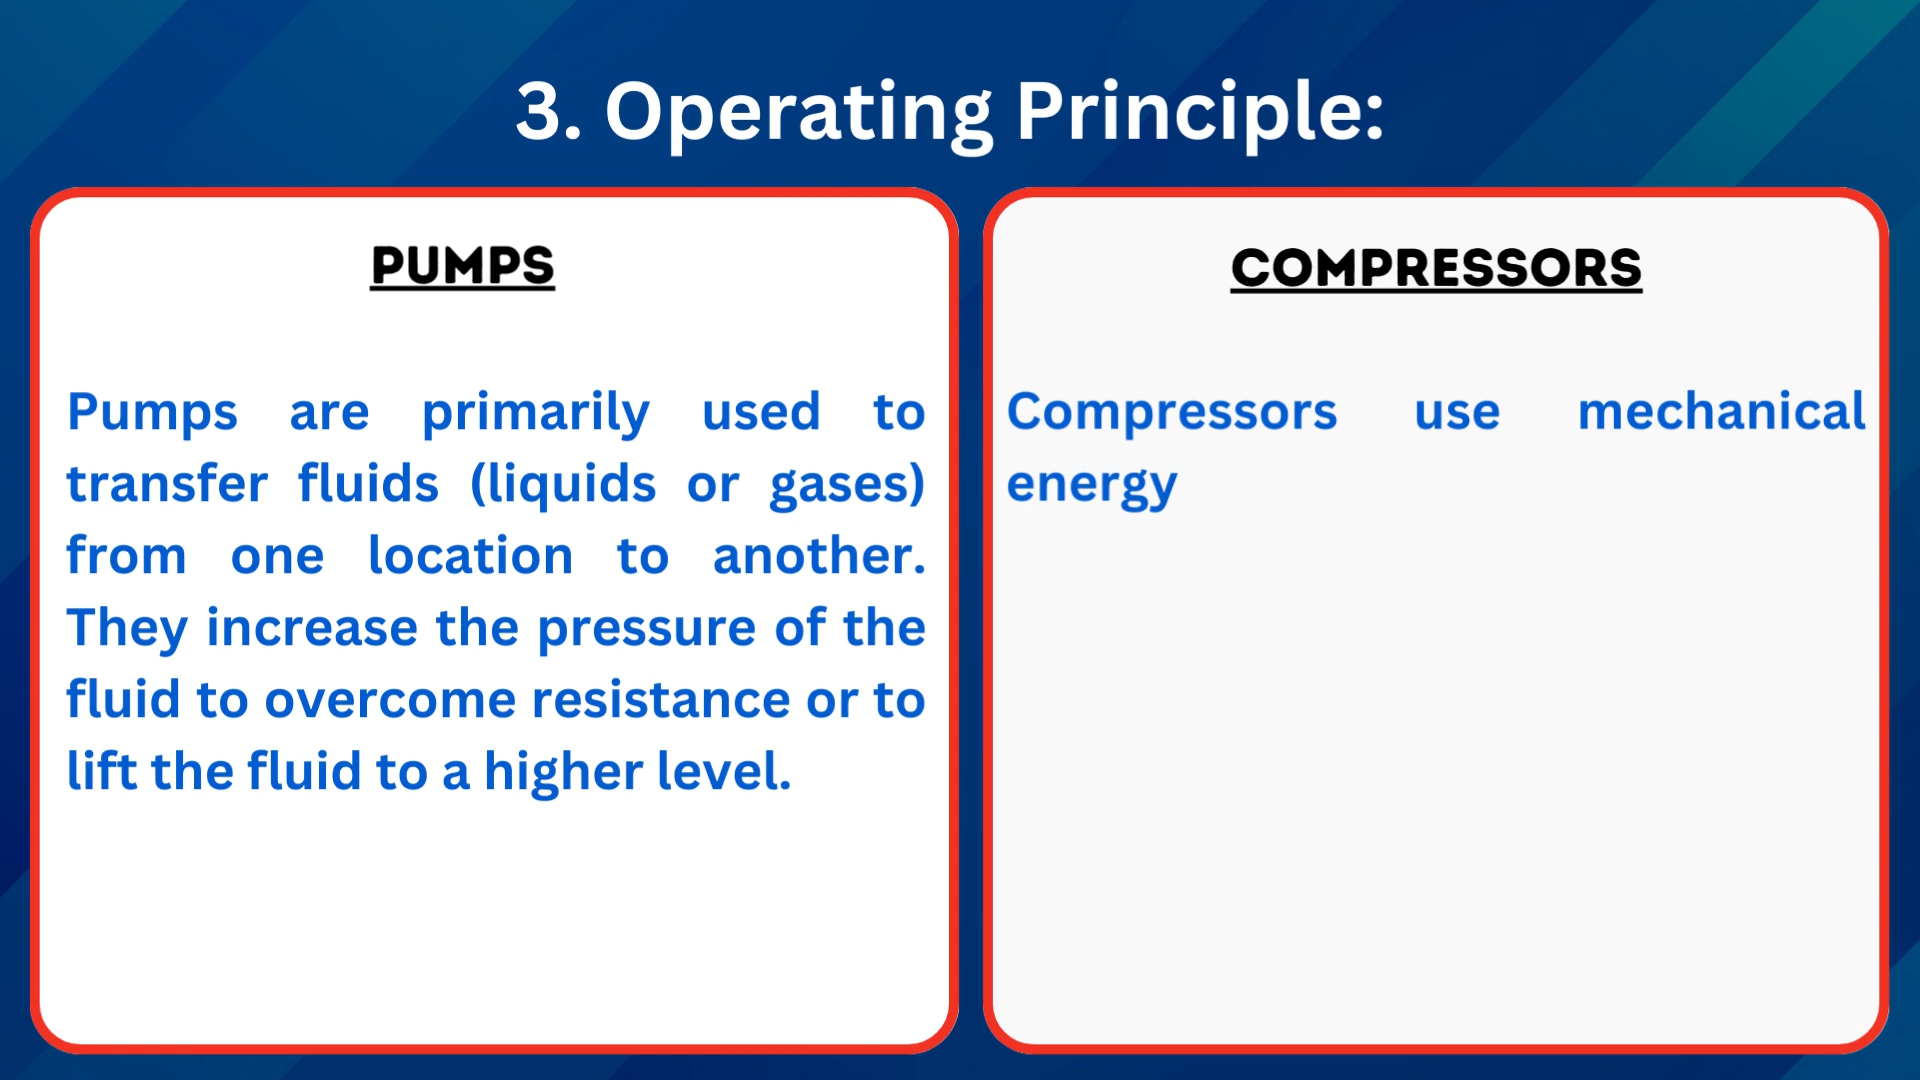 3. Operating Principle:
PUMPS
Pumps are primarily used to
transfer fluids (liquids or gases)
from one location to another.
They increase the pressure of the
fluid to overcome resistance or to
lift the fluid to a higher level.
COMPRESSORS
Compressors use mechanical
energy